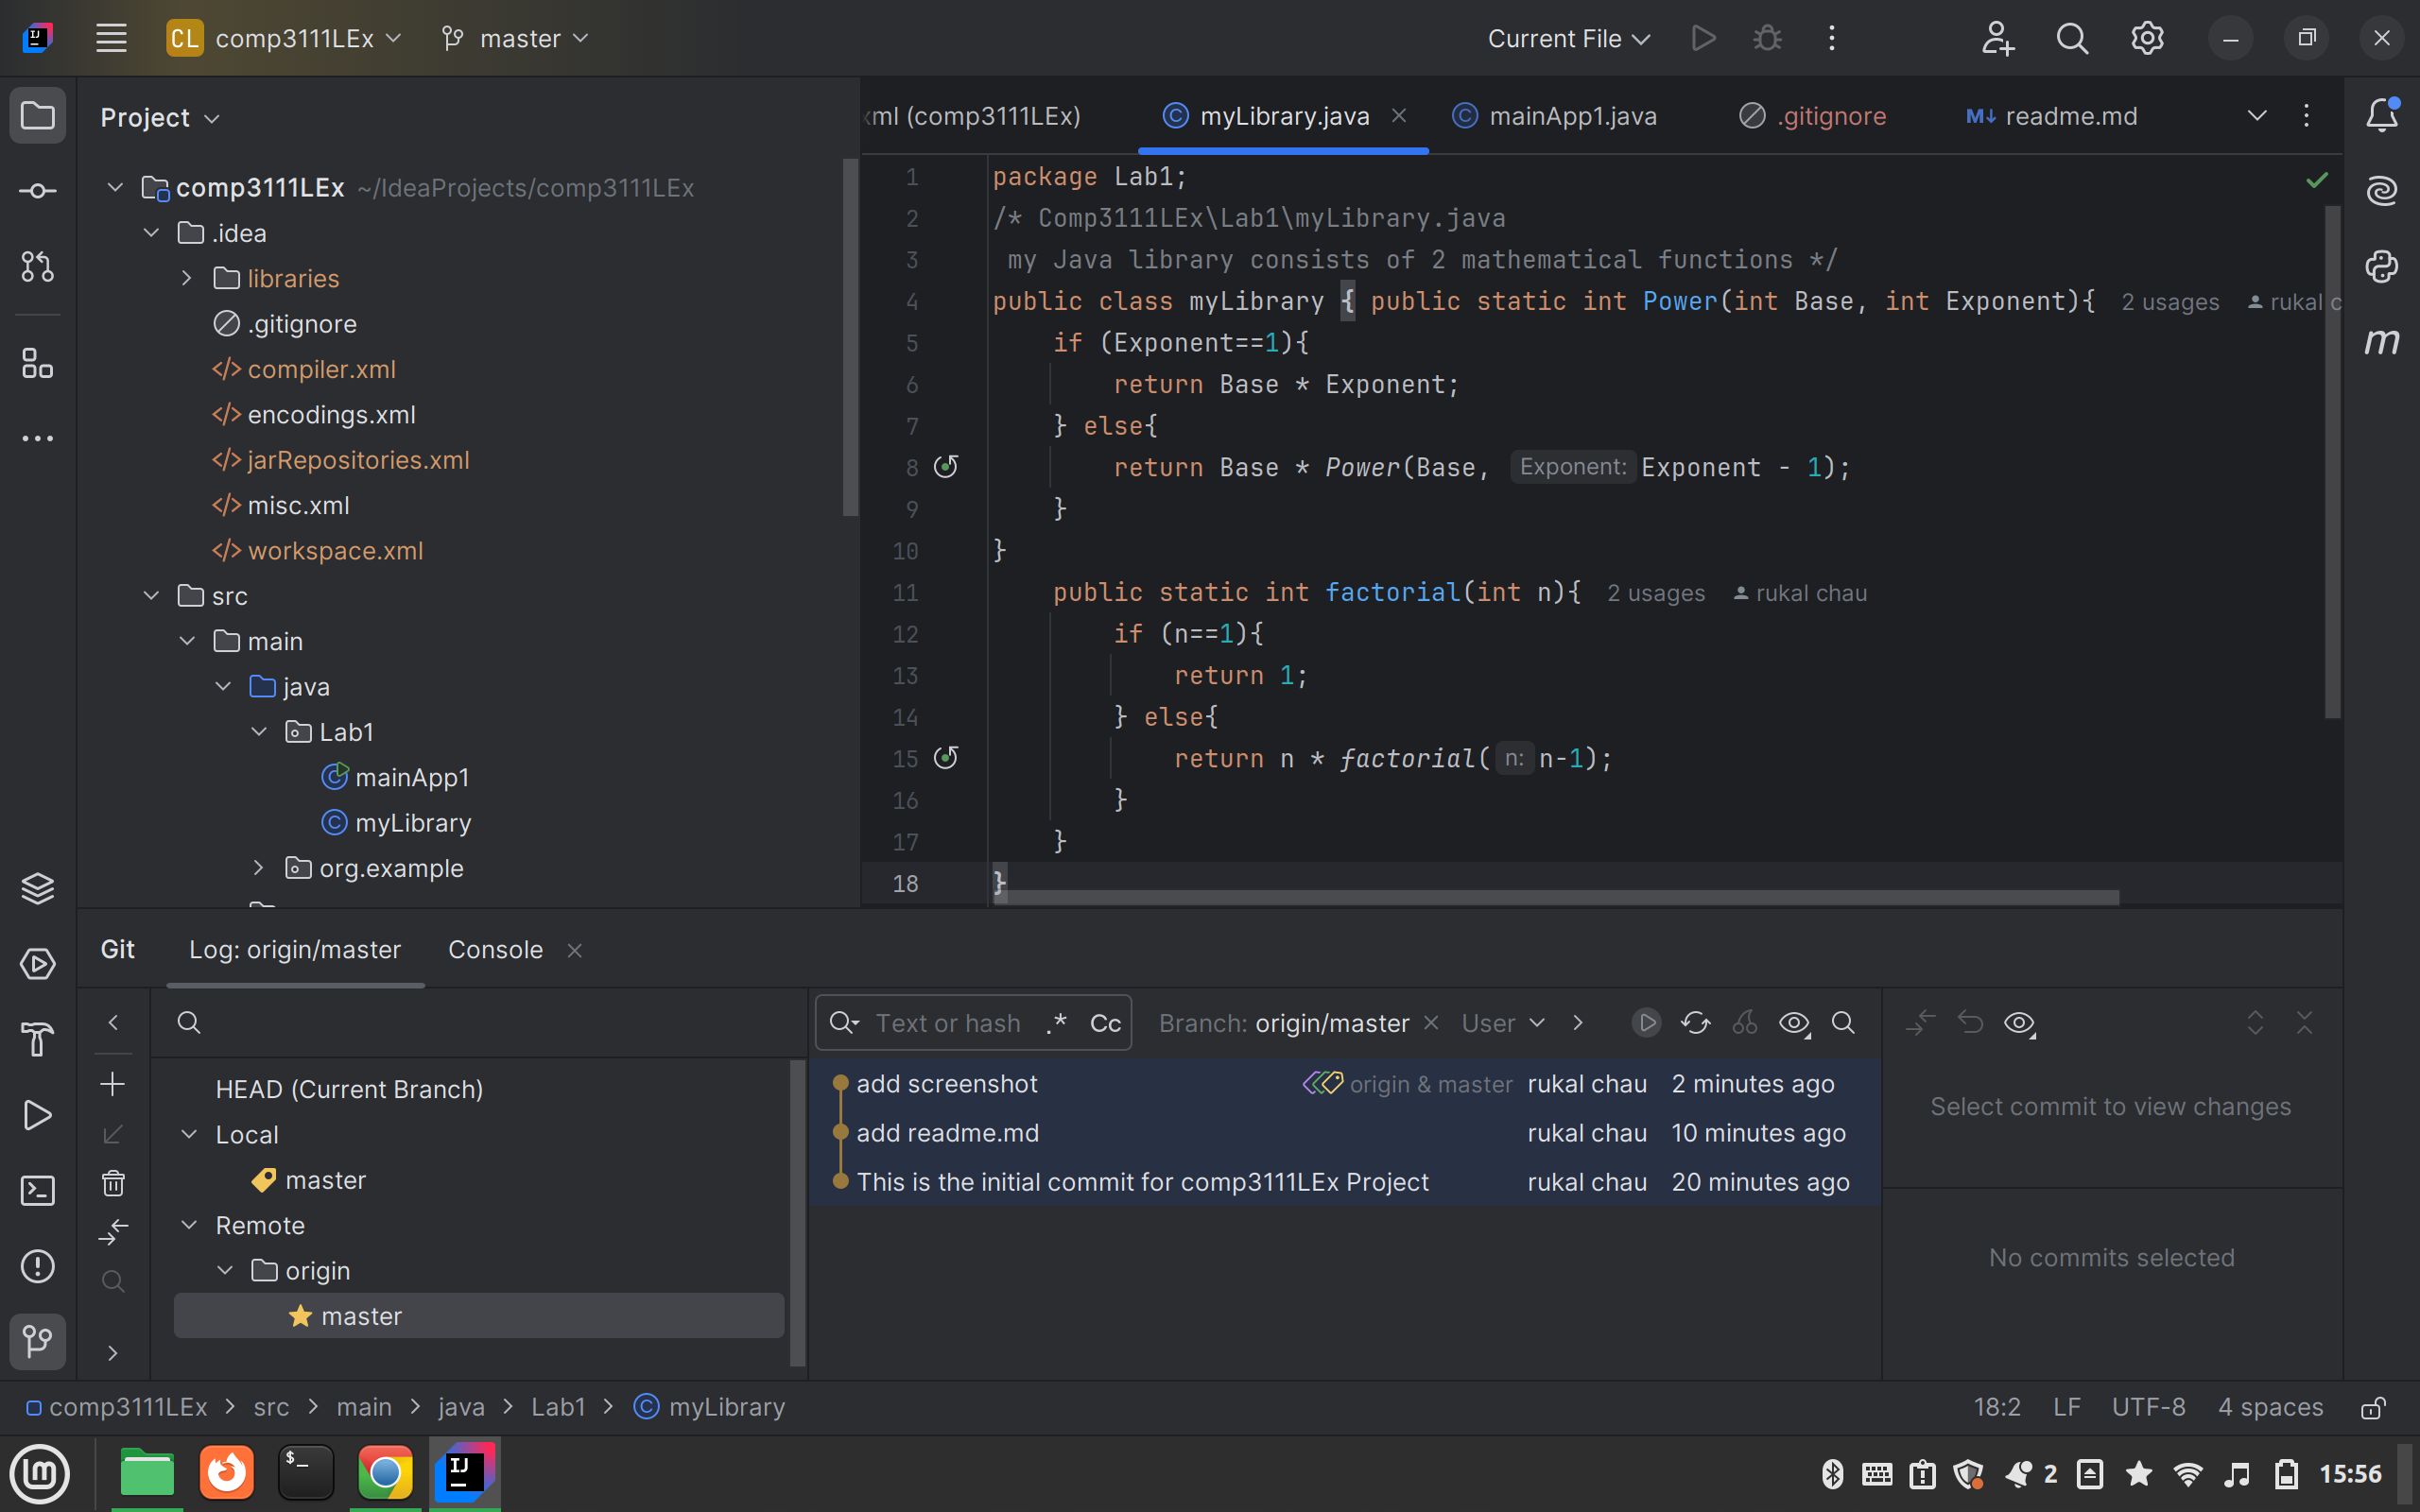 CL comp3111LEx master Current File
Project
xml (comp3111LEx) myLibrary.java mainApp1.java .gitignore M↓ readme.md
comp3111LEx ~/IdeaProjects/comp3111LEx
.idea
libraries
.gitignore
</> compiler.xml
</> encodings.xml
</> jarRepositories.xml
</> misc.xml
</> workspace.xml
src
main
java
Lab1
mainApp1
myLibrary
org.example
1 package Lab1;
2 /* Comp3111LEx\Lab1\myLibrary.java
3 my Java library consists of 2 mathematical functions */
4 public class myLibrary { public static int Power(int Base, int Exponent){ 2 usages rukal c
5 if (Exponent==1){
6 return Base * Exponent;
7 } else{
8 return Base * Power(Base, Exponent: Exponent - 1);
9 }
10 }
11 public static int factorial(int n){ 2 usages rukal chau
12 if (n==1){
13 return 1;
14 } else{
15 return n * factorial( n: n-1);
16 }
17 }
18 }
m
Git Log: origin/master Console
HEAD (Current Branch)
Local
master
Remote
origin
master
Text or hash .* Cc Branch: origin/master User
add screenshot origin & master rukal chau 2 minutes ago
add readme.md rukal chau 10 minutes ago
This is the initial commit for comp3111LEx Project rukal chau 20 minutes ago
Select commit to view changes
No commits selected
comp3111LEx > src > main > java > Lab1 > myLibrary 18:2 LF UTF-8 4 spaces
$_ IJ 2 15:56